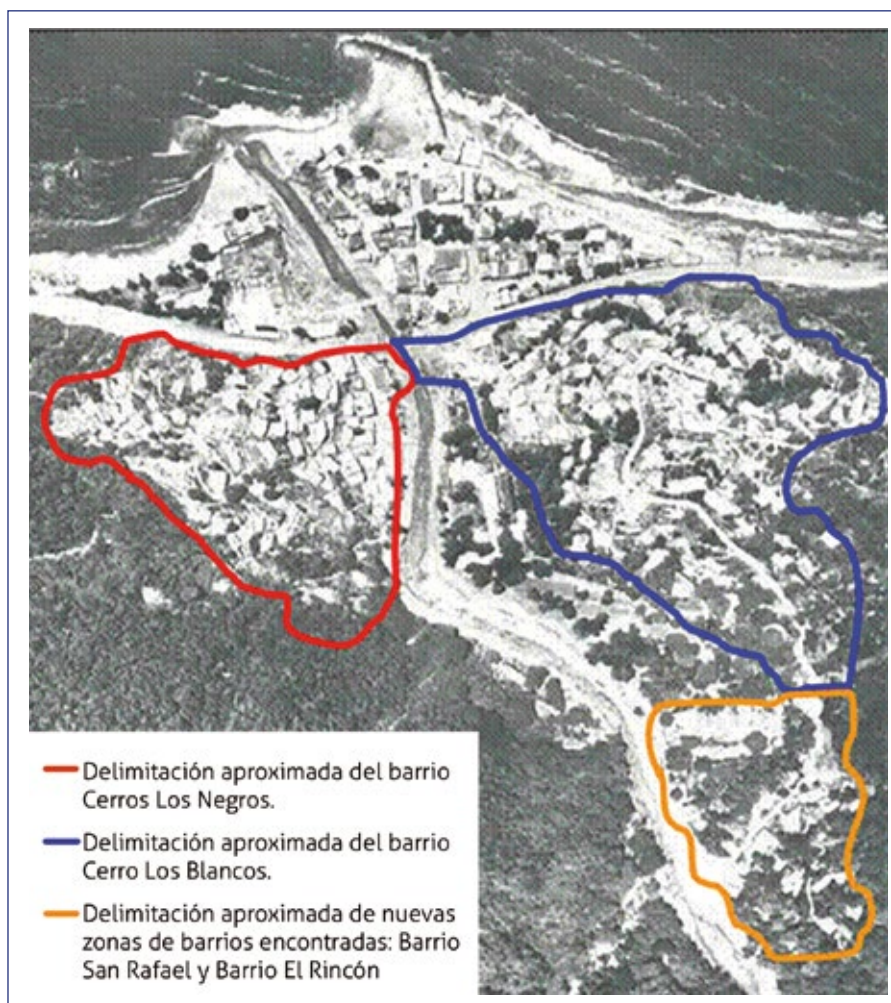 Delimitación aproximada del barrio
Cerros Los Negros.
Delimitación aproximada del barrio
Cerro Los Blancos.
Delimitación aproximada de nuevas
zonas de barrios encontradas: Barrio
San Rafael y Barrio El Rincón